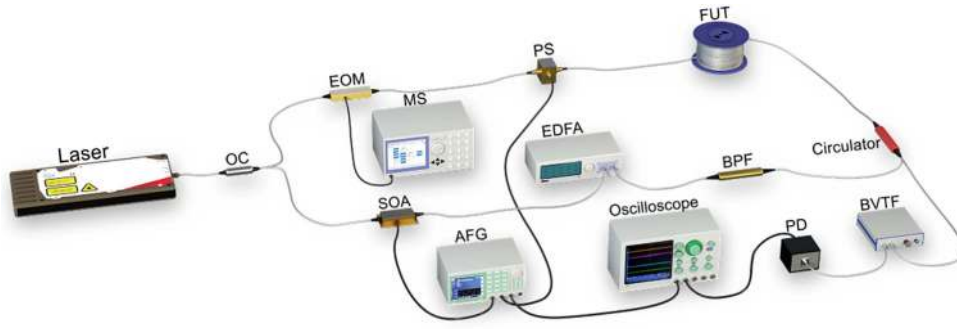 FUT
PS
EOM
MS
EDFA
Laser
OC
BPF
Circulator
SOA
Oscilloscope
BVTF
PD
AFG